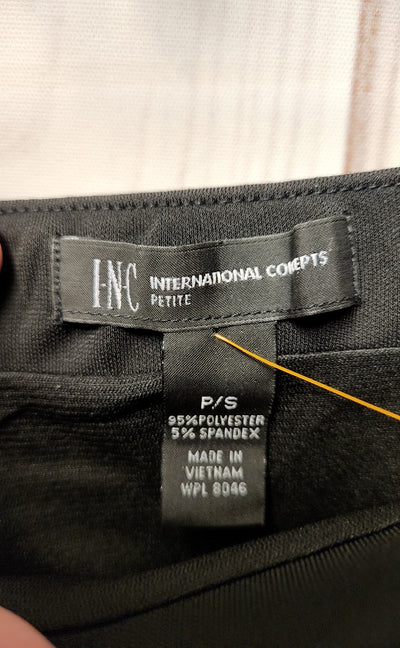 I·N·C INTERNATIONAL CONCEPTS
PETITE
P/S
95% POLYESTER
5% SPANDEX
MADE IN
VIETNAM
WPL 8046